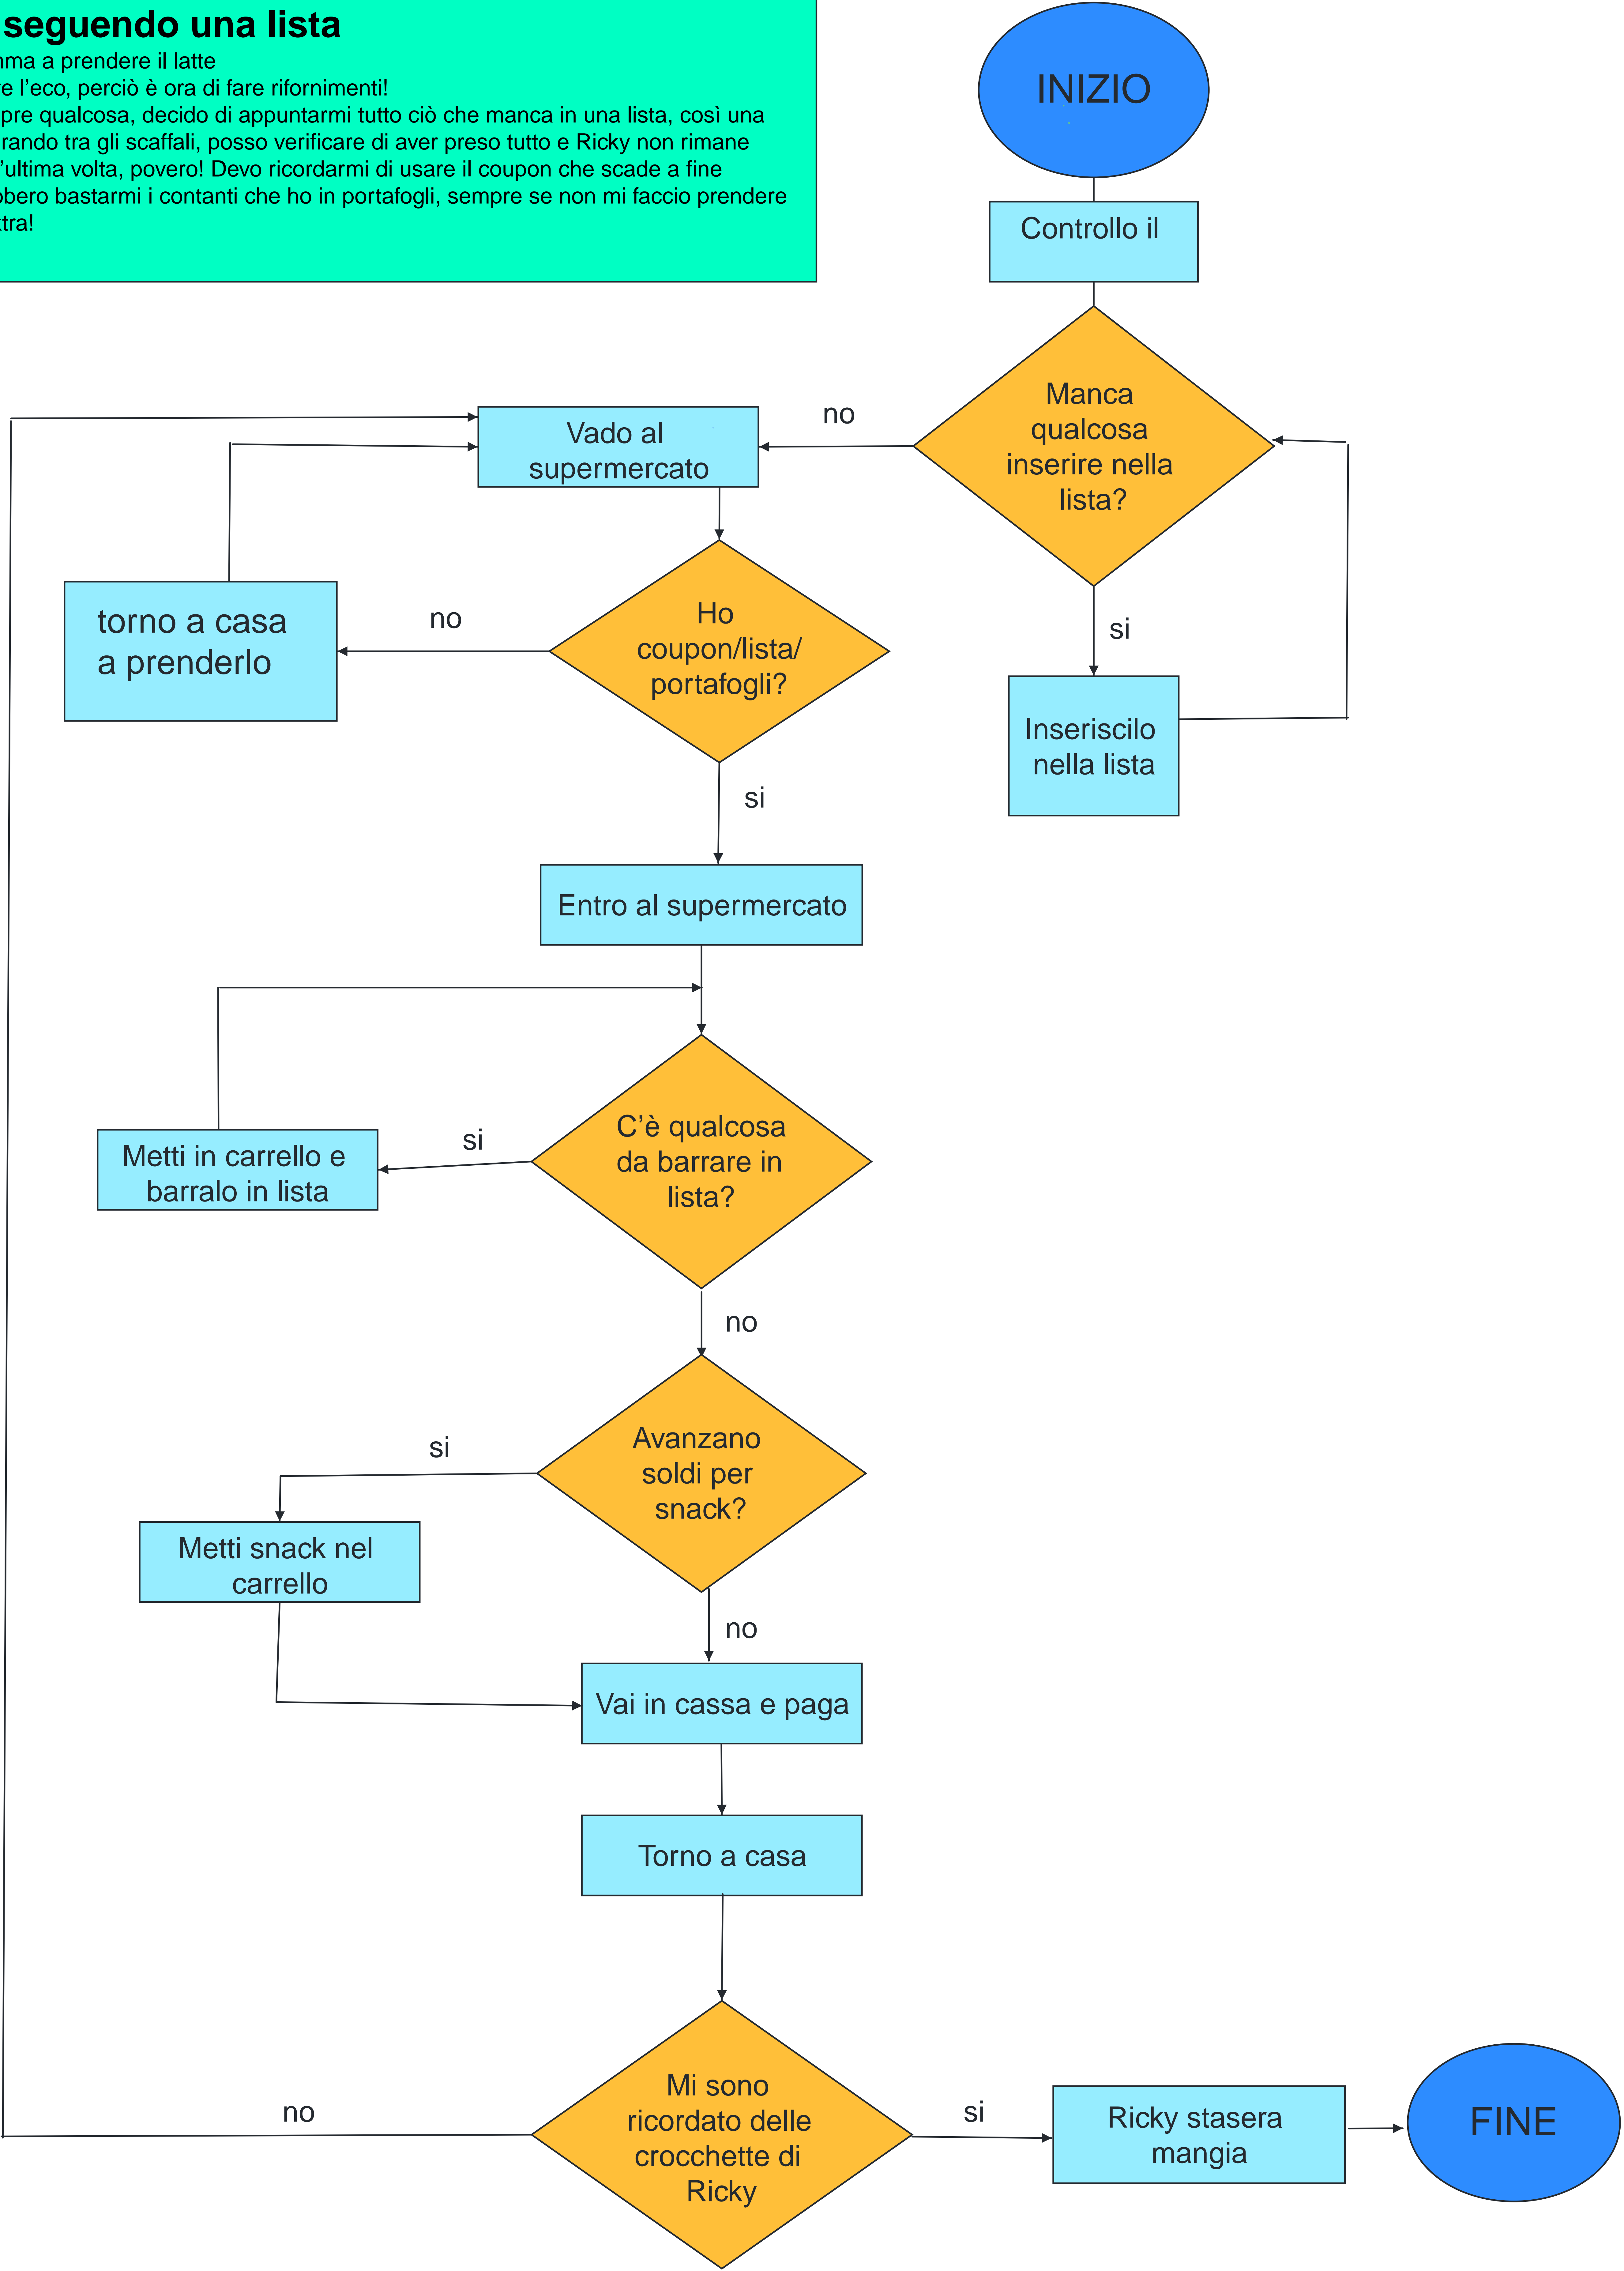 seguendo una lista
a prendere il latte
l'eco, perciò è ora di fare rifornimenti!
qualcosa, decido di appuntarmi tutto ciò che manca in una lista, così una
tra gli scaffali, posso verificare di aver preso tutto e Ricky non rimane
l'ultima volta, povero! Devo ricordarmi di usare il coupon che scade a fine
bastarmi i contanti che ho in portafogli, sempre se non mi faccio prendere
INIZIO
Controllo il
Manca
qualcosa
inserire nella
lista?
no
Vado al
supermercato
si
Inseriscilo
nella lista
Ho
coupon/lista/
portafogli?
no
torno a casa
a prenderlo
si
Entro al supermercato
C'è qualcosa
da barrare in
lista?
si
Metti in carrello e
barralo in lista
no
Avanzano
soldi per
snack?
si
Metti snack nel
carrello
no
Vai in cassa e paga
Torno a casa
Mi sono
ricordato delle
crocchette di
Ricky
no
si
Ricky stasera
mangia
FINE